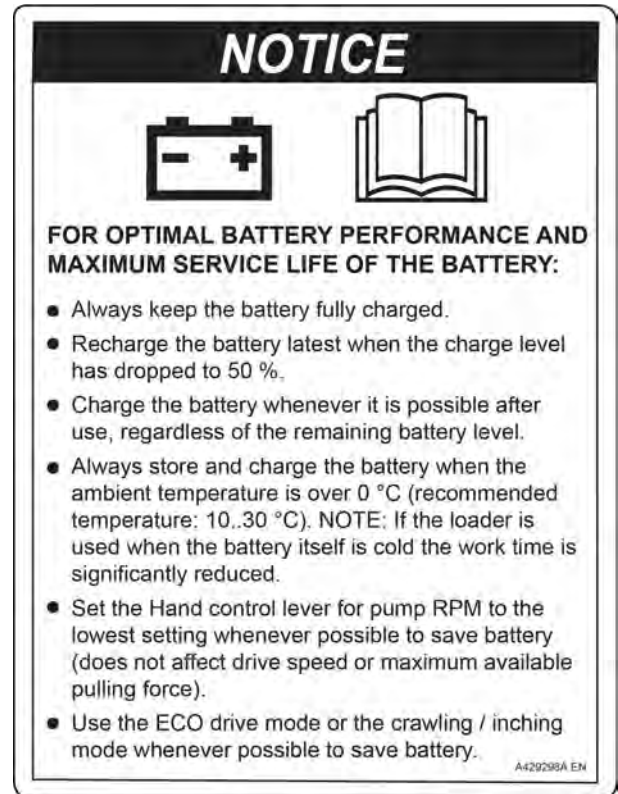 NOTICE
FOR OPTIMAL BATTERY PERFORMANCE AND
MAXIMUM SERVICE LIFE OF THE BATTERY:
● Always keep the battery fully charged.
● Recharge the battery latest when the charge level
has dropped to 50 %.
● Charge the battery whenever it is possible after
use, regardless of the remaining battery level.
● Always store and charge the battery when the
ambient temperature is over 0 °C (recommended
temperature: 10..30 °C). NOTE: If the loader is
used when the battery itself is cold the work time is
significantly reduced.
● Set the Hand control lever for pump RPM to the
lowest setting whenever possible to save battery
(does not affect drive speed or maximum available
pulling force).
● Use the ECO drive mode or the crawling / inching
mode whenever possible to save battery.
A429298A EN